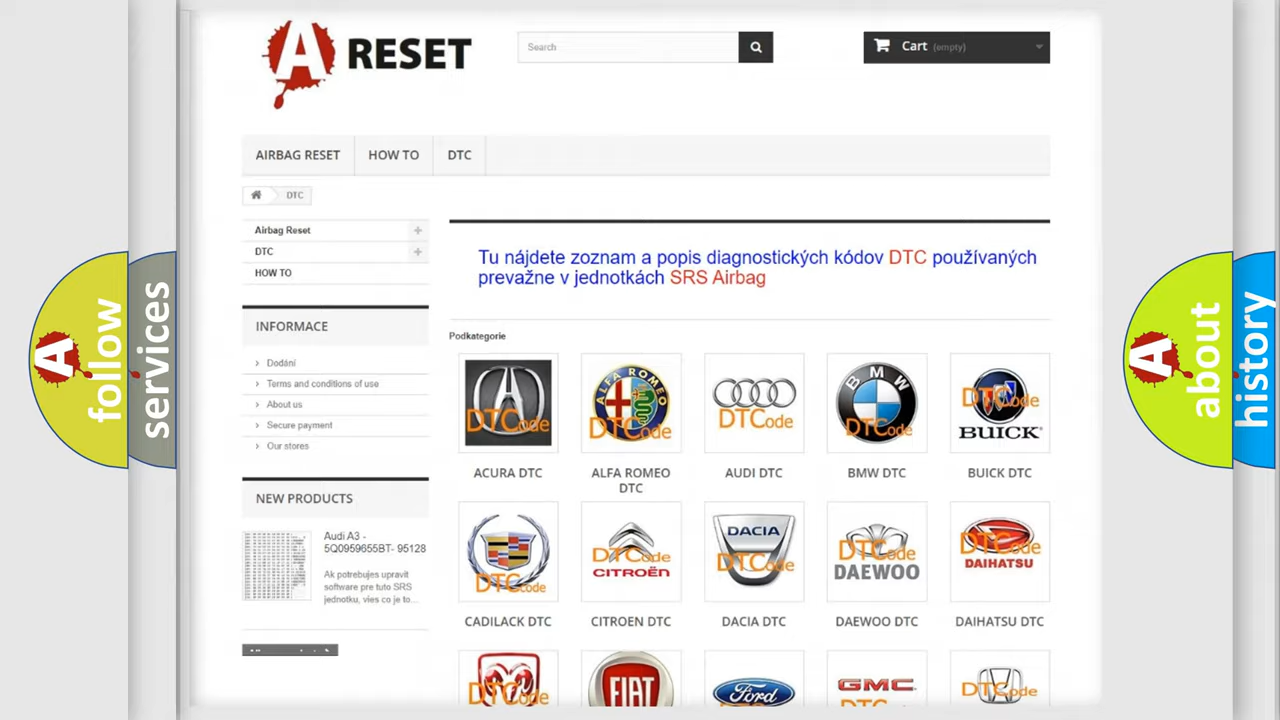 A RESET
Search
Cart (empty)
AIRBAG RESET
HOW TO
DTC
DTC
Airbag Reset
DTC
HOW TO
INFORMACE
Dodání
Terms and conditions of use
About us
Secure payment
Our stores
NEW PRODUCTS
Audi A3 -
5Q0959655BT- 95128
Ak potrebujes upravit
software pre tuto SRS
jednotku, vies co je to...
Tu nájdete zoznam a popis diagnostických kódov DTC používaných
prevažne v jednotkách SRS Airbag
Podkategorie
DTCode
ALFA ROMEO
DTCode
DTCode
BMW
DTCode
DTCode
BUICK
ACURA DTC
ALFA ROMEO
DTC
AUDI DTC
BMW DTC
BUICK DTC
DTCode
DTCode
CITROËN
DACIA
DTCode
DTCode
DAEWOO
DTCode
DAIHATSU
CADILACK DTC
CITROEN DTC
DACIA DTC
DAEWOO DTC
DAIHATSU DTC
DTCode
FIAT
Ford
GMC
DTCode
A follow
services
A about
history